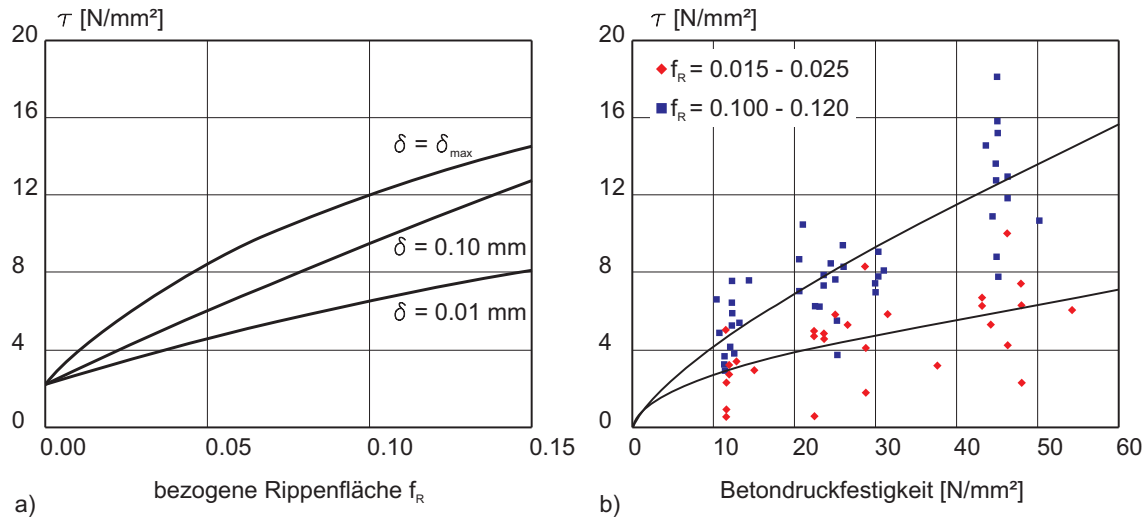 τ [N/mm²]
20
16
12
8
4
0
δ = δmax
δ = 0.10 mm
δ = 0.01 mm
0.00 0.05 0.10 0.15
a) bezogene Rippenfläche fR
τ [N/mm²]
20
16
12
8
4
0
fR = 0.015 - 0.025
fR = 0.100 - 0.120
0 10 20 30 40 50 60
b) Betondruckfestigkeit [N/mm²]